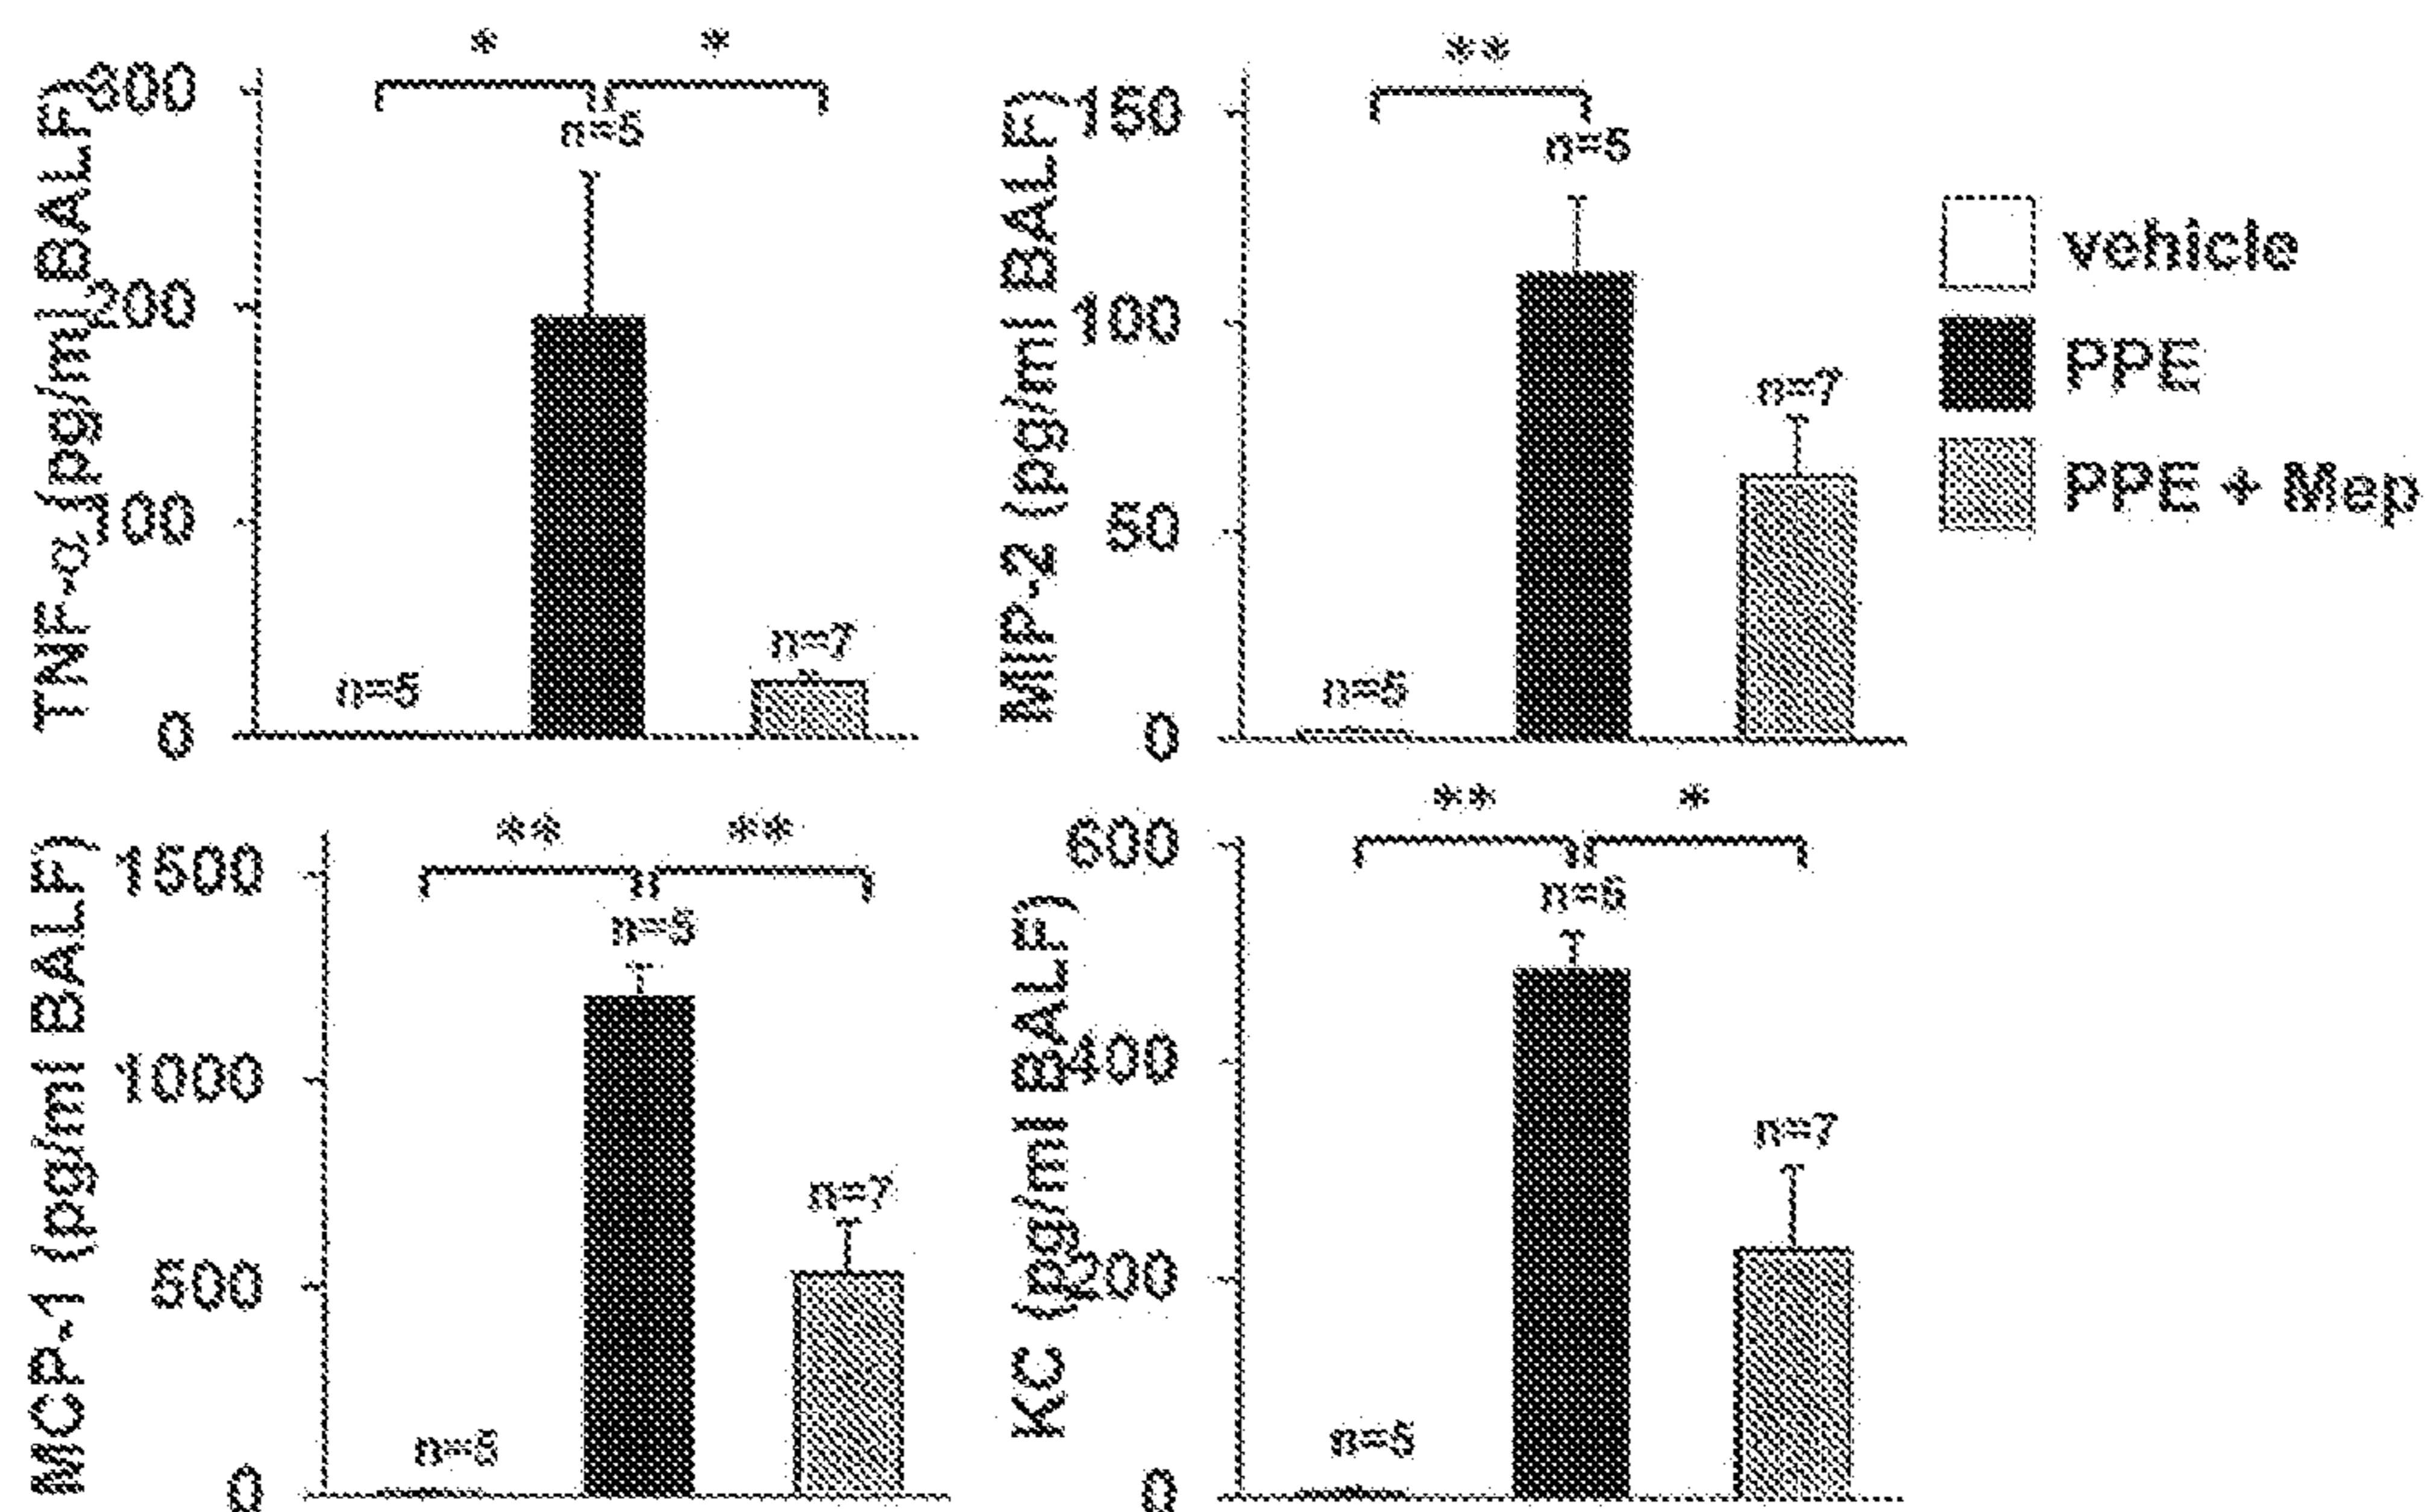 * *
TNF-α (pg/ml BALF)
300
200
100
0
n=5
n=5
n=7
**
MIP-2 (pg/ml BALF)
150
100
50
0
n=5
n=5
n=7
vehicle
PPE
PPE + Mep
** **
MCP-1 (pg/ml BALF)
1500
1000
500
0
n=5
n=5
n=7
** *
KC (pg/ml BALF)
600
400
200
0
n=5
n=5
n=7